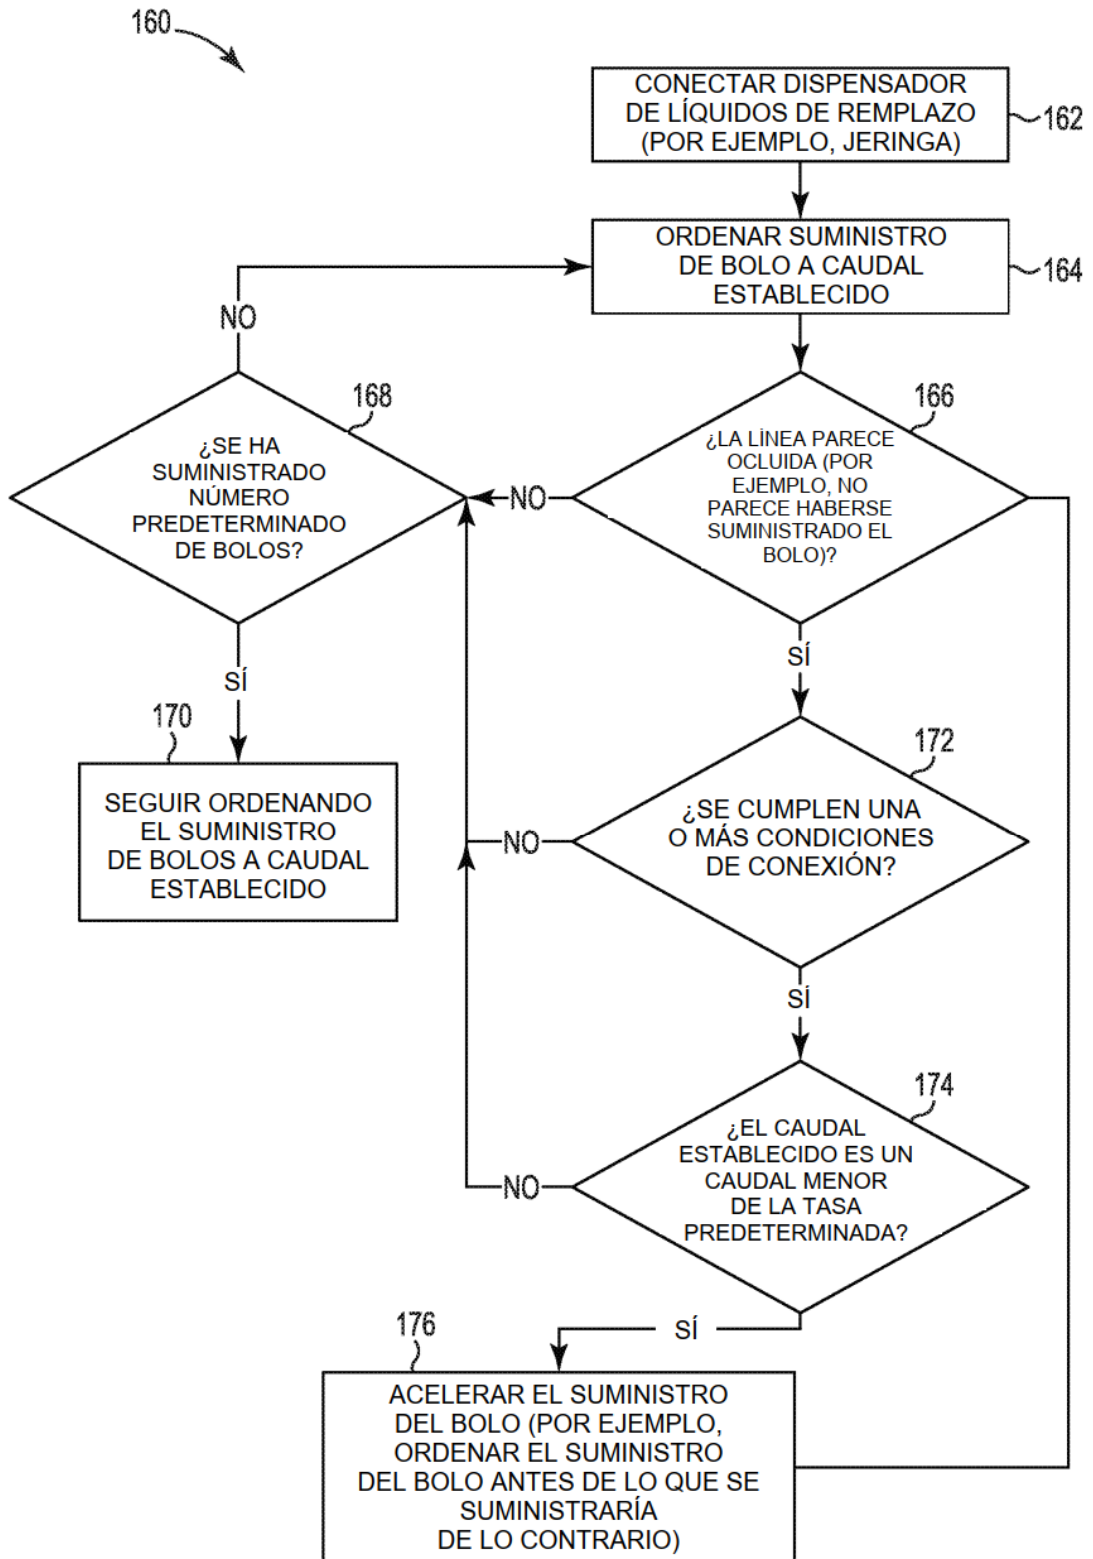 160
CONECTAR DISPENSADOR
DE LÍQUIDOS DE REMPLAZO
(POR EJEMPLO, JERINGA)
162
ORDENAR SUMINISTRO
DE BOLO A CAUDAL
ESTABLECIDO
164
NO
168
¿SE HA
SUMINISTRADO
NÚMERO
PREDETERMINADO
DE BOLOS?
166
¿LA LÍNEA PARECE
OCLUIDA (POR
EJEMPLO, NO
PARECE HABERSE
SUMINISTRADO EL
BOLO)?
NO
SÍ
SÍ
170
SEGUIR ORDENANDO
EL SUMINISTRO
DE BOLOS A CAUDAL
ESTABLECIDO
172
¿SE CUMPLEN UNA
O MÁS CONDICIONES
DE CONEXIÓN?
NO
SÍ
174
¿EL CAUDAL
ESTABLECIDO ES UN
CAUDAL MENOR
DE LA TASA
PREDETERMINADA?
NO
SÍ
176
ACELERAR EL SUMINISTRO
DEL BOLO (POR EJEMPLO,
ORDENAR EL SUMINISTRO
DEL BOLO ANTES DE LO QUE SE
SUMINISTRARÍA
DE LO CONTRARIO)